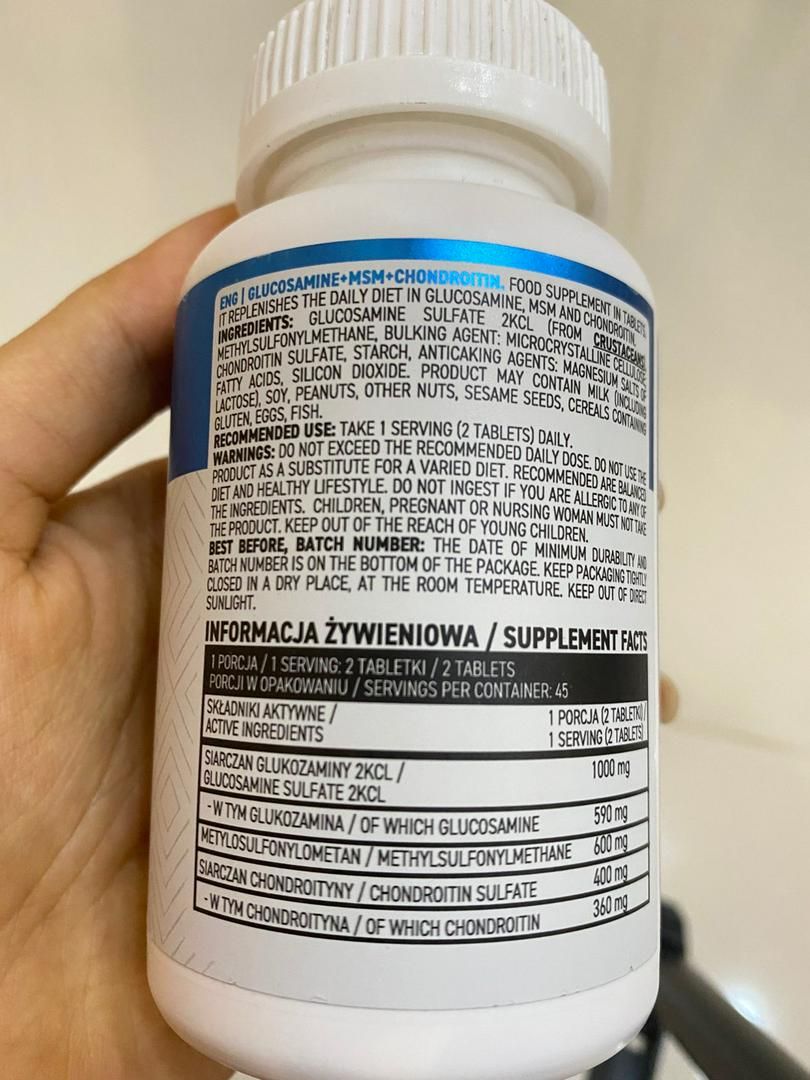 ENG | GLUCOSAMINE+MSM+CHONDROITIN. FOOD SUPPLEMENT IN TABLETS.
IT REPLENISHES THE DAILY DIET IN GLUCOSAMINE, MSM AND CHONDROITIN.
INGREDIENTS: GLUCOSAMINE SULFATE 2KCL (FROM CRUSTACEANS),
METHYLSULFONYLMETHANE, BULKING AGENT: MICROCRYSTALLINE CELLULOSE,
CHONDROITIN SULFATE, STARCH, ANTICAKING AGENTS: MAGNESIUM SALTS OF
FATTY ACIDS, SILICON DIOXIDE. PRODUCT MAY CONTAIN MILK (INCLUDING
LACTOSE), SOY, PEANUTS, OTHER NUTS, SESAME SEEDS, CEREALS CONTAINING
GLUTEN, EGGS, FISH.
RECOMMENDED USE: TAKE 1 SERVING (2 TABLETS) DAILY.
WARNINGS: DO NOT EXCEED THE RECOMMENDED DAILY DOSE. DO NOT USE THE
PRODUCT AS A SUBSTITUTE FOR A VARIED DIET. RECOMMENDED ARE BALANCED
DIET AND HEALTHY LIFESTYLE. DO NOT INGEST IF YOU ARE ALLERGIC TO ANY OF
THE INGREDIENTS. CHILDREN, PREGNANT OR NURSING WOMAN MUST NOT TAKE
THE PRODUCT. KEEP OUT OF THE REACH OF YOUNG CHILDREN.
BEST BEFORE, BATCH NUMBER: THE DATE OF MINIMUM DURABILITY AND
BATCH NUMBER IS ON THE BOTTOM OF THE PACKAGE. KEEP PACKAGING TIGHTLY
CLOSED IN A DRY PLACE, AT THE ROOM TEMPERATURE. KEEP OUT OF DIRECT
SUNLIGHT.
INFORMACJA ŻYWIENIOWA / SUPPLEMENT FACTS
1 PORCJA / 1 SERVING: 2 TABLETKI / 2 TABLETS
PORCJI W OPAKOWANIU / SERVINGS PER CONTAINER: 45
SKŁADNIKI AKTYWNE / 1 PORCJA (2 TABLETKI) /
ACTIVE INGREDIENTS 1 SERVING (2 TABLETS)
SIARCZAN GLUKOZAMINY 2KCL / 1000 mg
GLUCOSAMINE SULFATE 2KCL
- W TYM GLUKOZAMINA / OF WHICH GLUCOSAMINE 590 mg
METYLOSULFONYLOMETAN / METHYLSULFONYLMETHANE 600 mg
SIARCZAN CHONDROITYNY / CHONDROITIN SULFATE 400 mg
- W TYM CHONDROITYNA / OF WHICH CHONDROITIN 360 mg